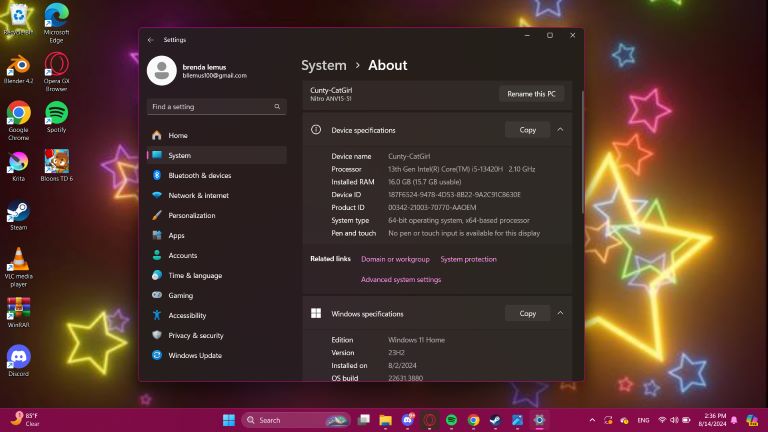 Recycle Bin
Microsoft
Edge
Blender 4.2
Opera GX
Browser
Google
Chrome
Spotify
Krita
Bloons TD 6
Steam
VLC media
player
WinRAR
Discord
Settings
brenda lemus
bllemus100@gmail.com
Find a setting
Home
System
Bluetooth & devices
Network & internet
Personalization
Apps
Accounts
Time & language
Gaming
Accessibility
Privacy & security
Windows Update
System > About
Cunty-CatGirl
Nitro ANV15-51
Rename this PC
Device specifications
Copy
Device name Cunty-CatGirl
Processor 13th Gen Intel(R) Core(TM) i5-13420H 2.10 GHz
Installed RAM 16.0 GB (15.7 GB usable)
Device ID 187F6524-9478-4D53-8B22-9A2C91C8630E
Product ID 00342-21003-70770-AAOEM
System type 64-bit operating system, x64-based processor
Pen and touch No pen or touch input is available for this display
Related links Domain or workgroup System protection
Advanced system settings
Windows specifications
Copy
Edition Windows 11 Home
Version 23H2
Installed on 8/2/2024
OS build 22631.3880
85°F
Clear
Search
ENG
2:36 PM
8/14/2024